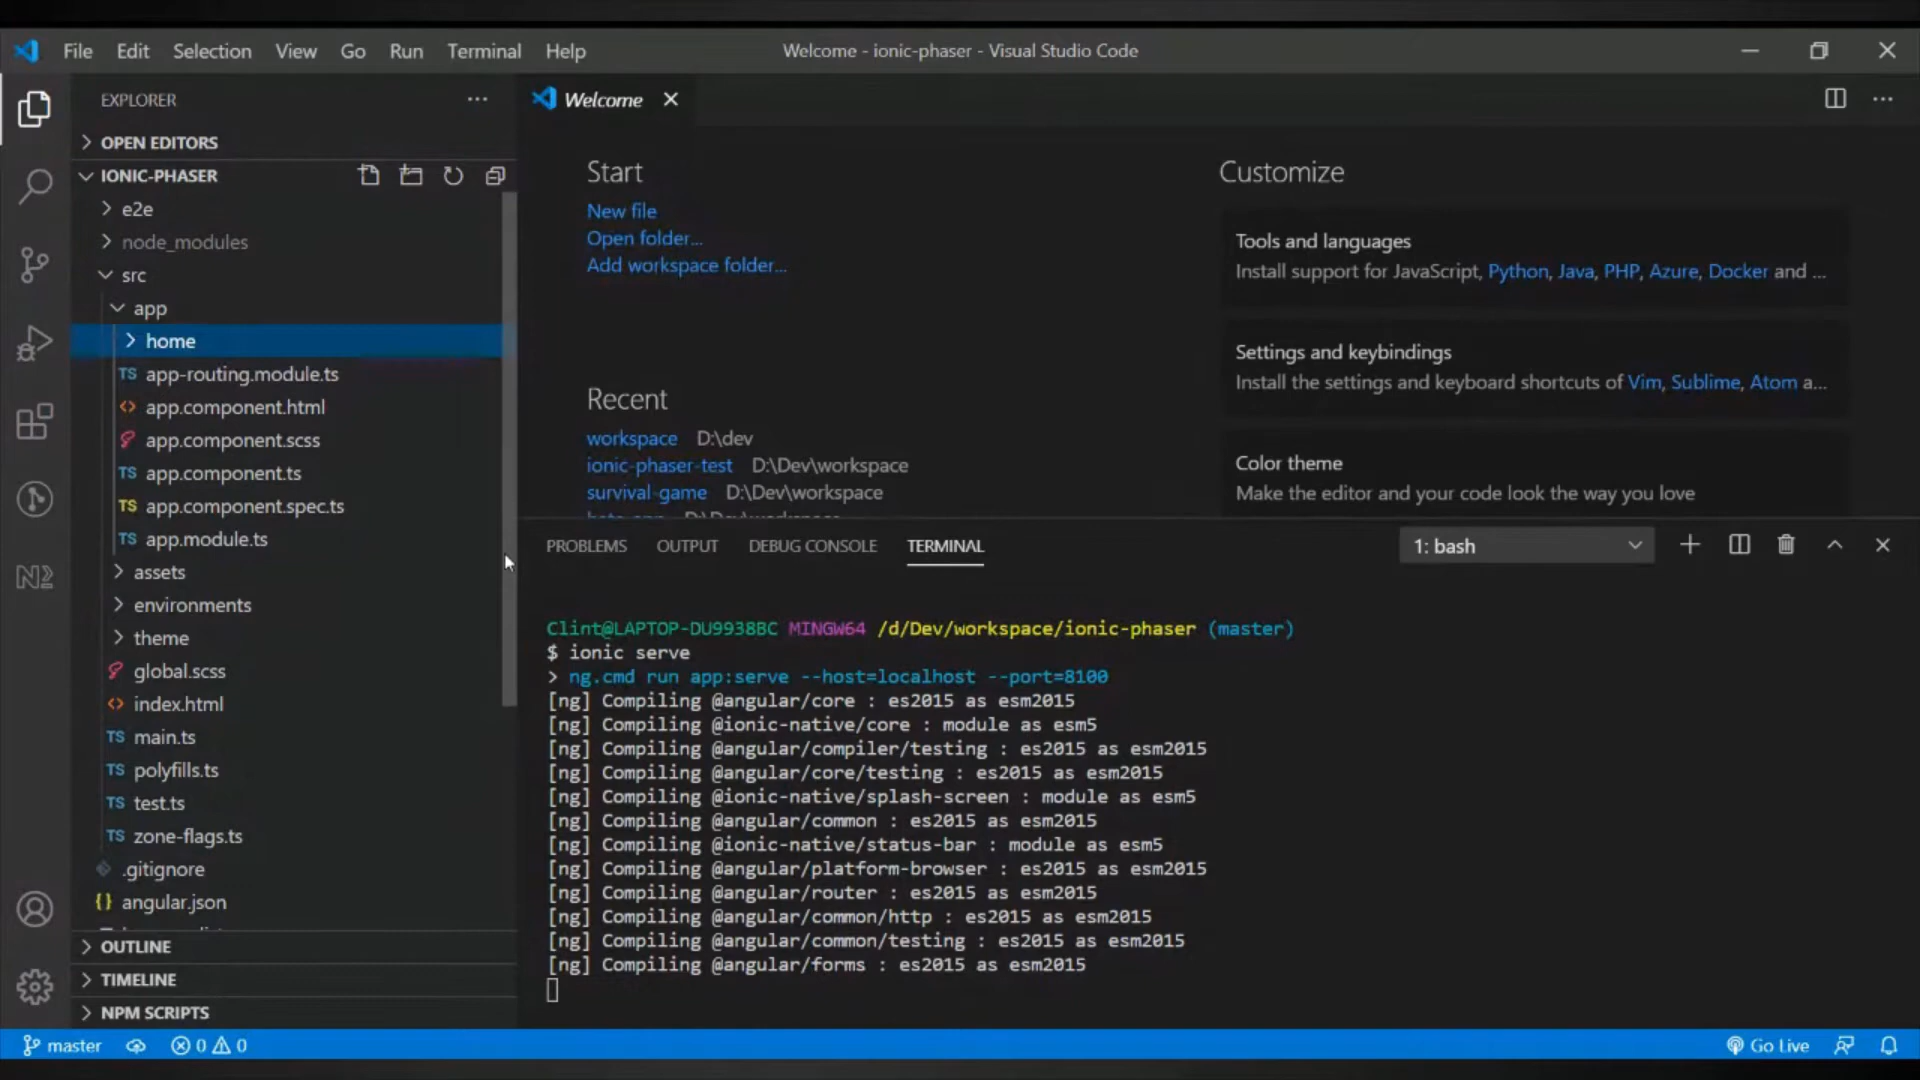 File Edit Selection View Go Run Terminal Help
Welcome - ionic-phaser - Visual Studio Code
EXPLORER
OPEN EDITORS
IONIC-PHASER
e2e
node_modules
src
app
home
app-routing.module.ts
app.component.html
app.component.scss
app.component.ts
app.component.spec.ts
app.module.ts
assets
environments
theme
global.scss
index.html
main.ts
polyfills.ts
test.ts
zone-flags.ts
.gitignore
angular.json
OUTLINE
TIMELINE
NPM SCRIPTS
Welcome
Start
New file
Open folder...
Add workspace folder...
Recent
workspace D:\dev
ionic-phaser-test D:\Dev\workspace
survival-game D:\Dev\workspace
Customize
Tools and languages
Install support for JavaScript, Python, Java, PHP, Azure, Docker and ...
Settings and keybindings
Install the settings and keyboard shortcuts of Vim, Sublime, Atom a...
Color theme
Make the editor and your code look the way you love
PROBLEMS OUTPUT DEBUG CONSOLE TERMINAL
1: bash
Clint@LAPTOP-DU9938BC MINGW64 /d/Dev/workspace/ionic-phaser (master)
$ ionic serve
> ng.cmd run app:serve --host=localhost --port=8100
[ng] Compiling @angular/core : es2015 as esm2015
[ng] Compiling @ionic-native/core : module as esm5
[ng] Compiling @angular/compiler/testing : es2015 as esm2015
[ng] Compiling @angular/core/testing : es2015 as esm2015
[ng] Compiling @ionic-native/splash-screen : module as esm5
[ng] Compiling @angular/common : es2015 as esm2015
[ng] Compiling @ionic-native/status-bar : module as esm5
[ng] Compiling @angular/platform-browser : es2015 as esm2015
[ng] Compiling @angular/router : es2015 as esm2015
[ng] Compiling @angular/common/http : es2015 as esm2015
[ng] Compiling @angular/common/testing : es2015 as esm2015
[ng] Compiling @angular/forms : es2015 as esm2015
master 0 0
Go Live